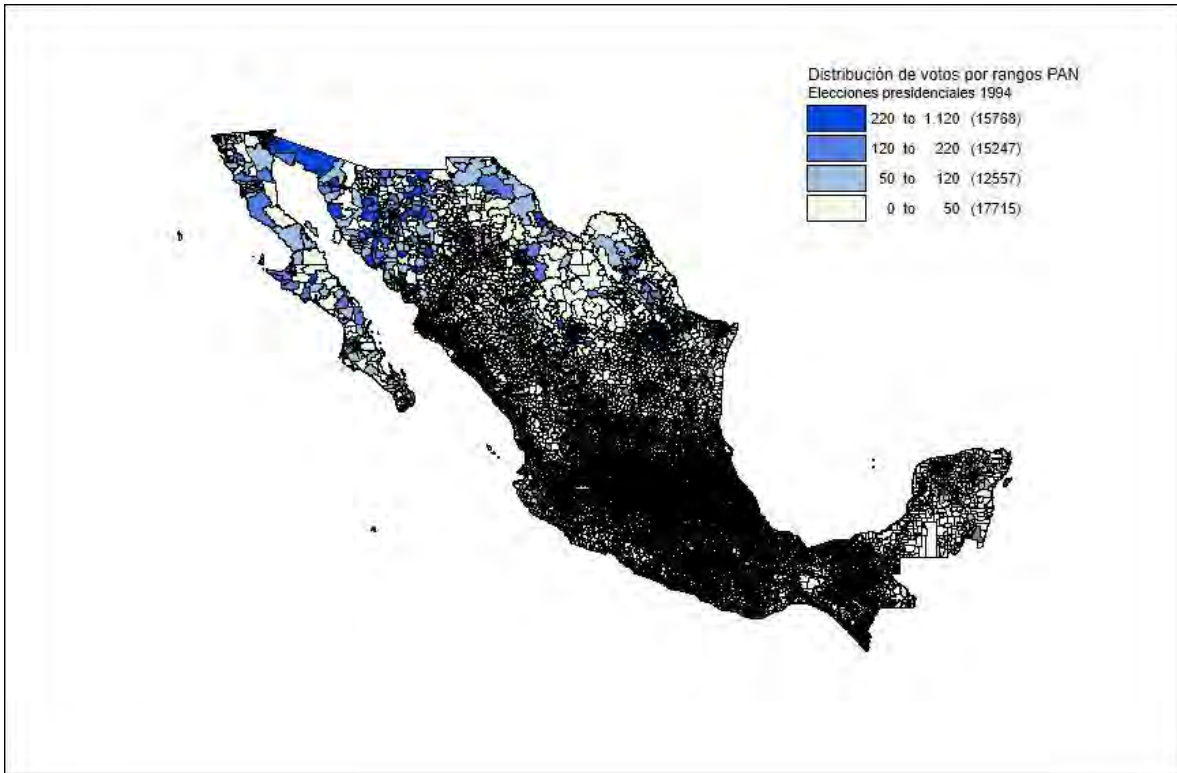 Distribución de votos por rangos PAN
Elecciones presidenciales 1994
220 to 1.120 (15768)
120 to 220 (15247)
50 to 120 (12557)
0 to 50 (17715)